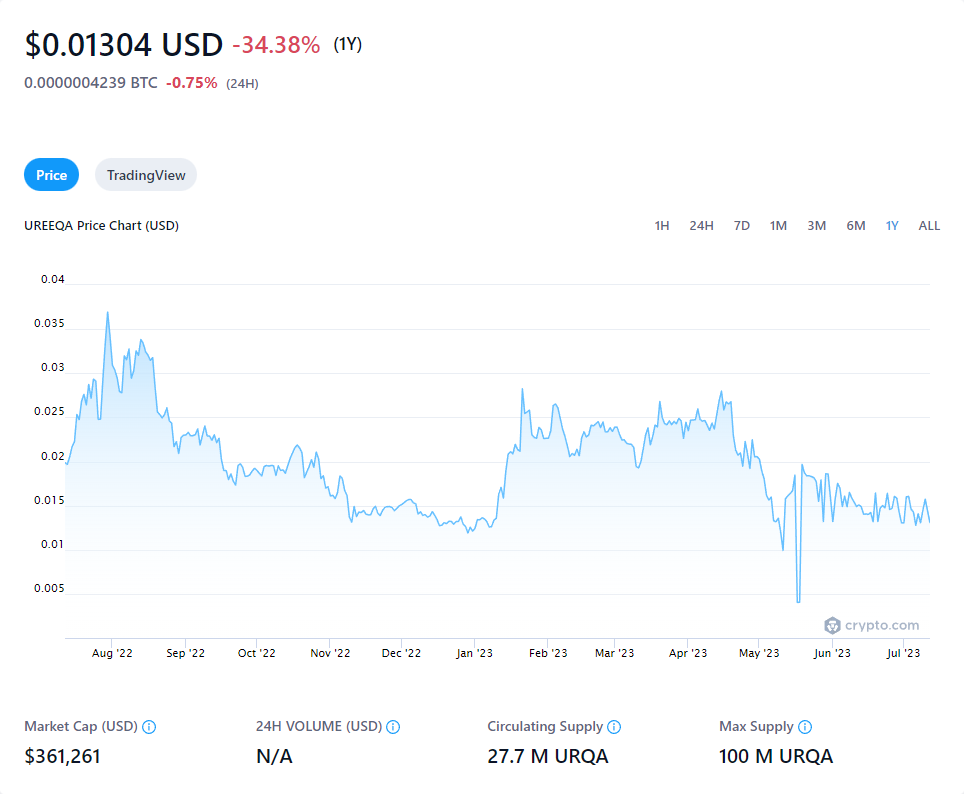 $0.01304 USD -34.38% (1Y)
0.0000004239 BTC -0.75% (24H)
Price TradingView
UREEQA Price Chart (USD) 1H 24H 7D 1M 3M 6M 1Y ALL
0.04
0.035
0.03
0.025
0.02
0.015
0.01
0.005
crypto.com
Aug '22 Sep '22 Oct '22 Nov '22 Dec '22 Jan '23 Feb '23 Mar '23 Apr '23 May '23 Jun '23 Jul '23
Market Cap (USD) 24H VOLUME (USD) Circulating Supply Max Supply
$361,261 N/A 27.7 M URQA 100 M URQA